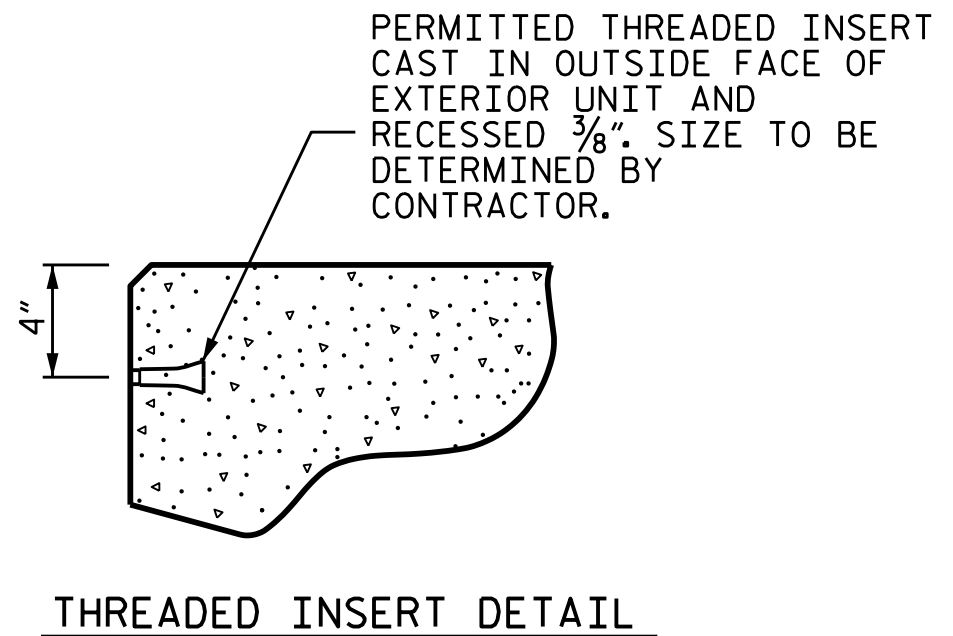 PERMITTED THREADED INSERT
CAST IN OUTSIDE FACE OF
EXTERIOR UNIT AND
RECESSED 3/8". SIZE TO BE
DETERMINED BY
CONTRACTOR.
4"
THREADED INSERT DETAIL